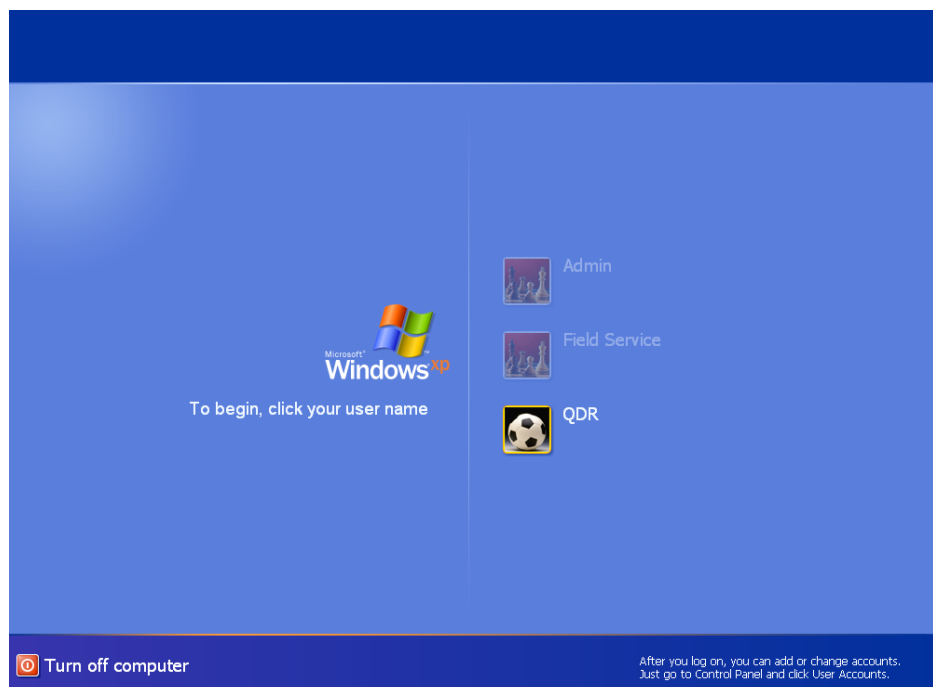 Admin
Field Service
Microsoft®
Windows xp
To begin, click your user name
QDR
Turn off computer
After you log on, you can add or change accounts.
Just go to Control Panel and click User Accounts.